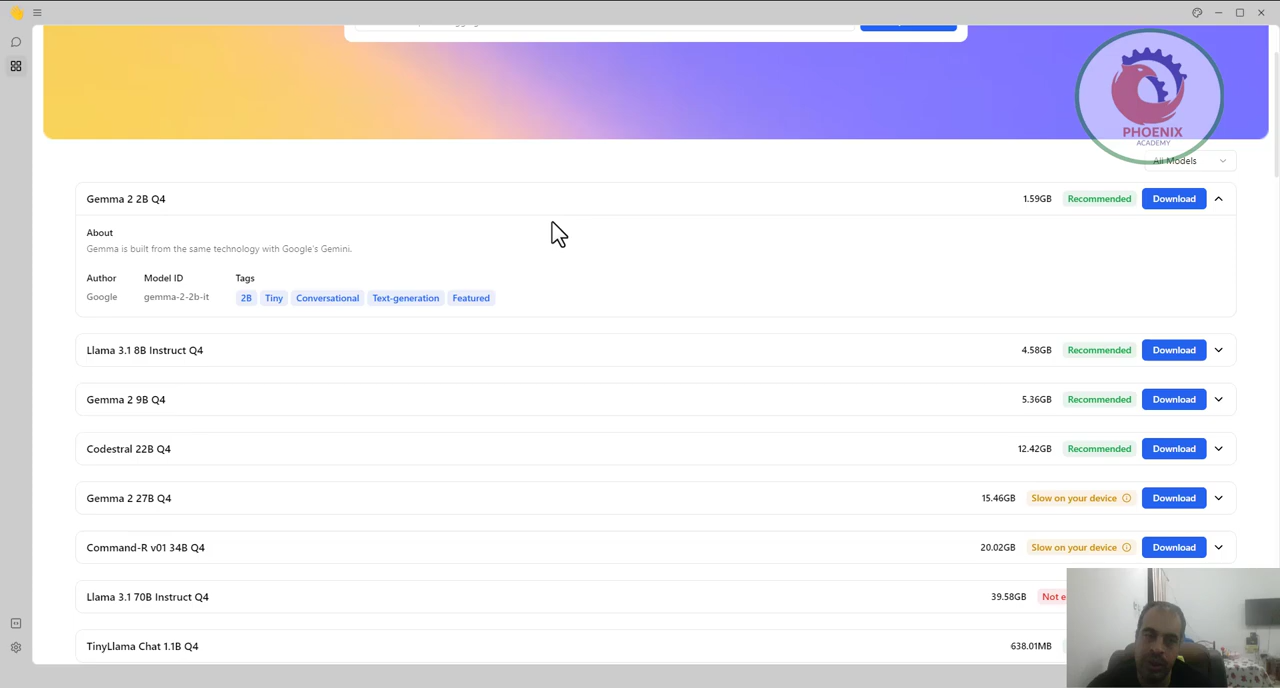 PHOENIX
ACADEMY
All Models
Gemma 2 2B Q4
1.59GB Recommended Download
About
Gemma is built from the same technology with Google's Gemini.
Author Model ID Tags
Google gemma-2-2b-it 2B Tiny Conversational Text-generation Featured
Llama 3.1 8B Instruct Q4
4.58GB Recommended Download
Gemma 2 9B Q4
5.36GB Recommended Download
Codestral 22B Q4
12.42GB Recommended Download
Gemma 2 27B Q4
15.46GB Slow on your device Download
Command-R v01 34B Q4
20.02GB Slow on your device Download
Llama 3.1 70B Instruct Q4
39.58GB Not e
TinyLlama Chat 1.1B Q4
638.01MB